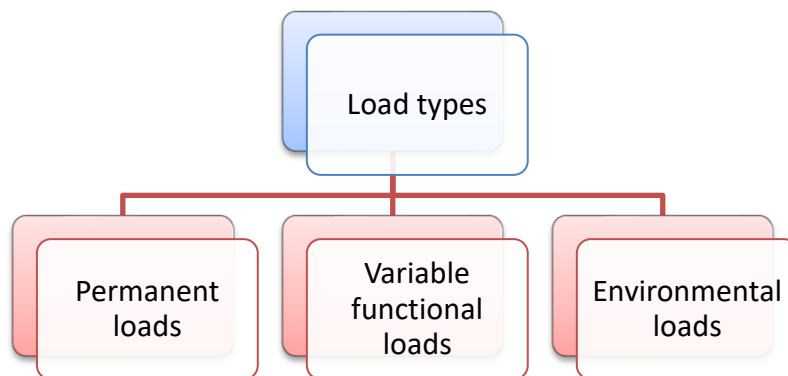 Load types
Permanent
loads
Variable
functional
loads
Environmental
loads